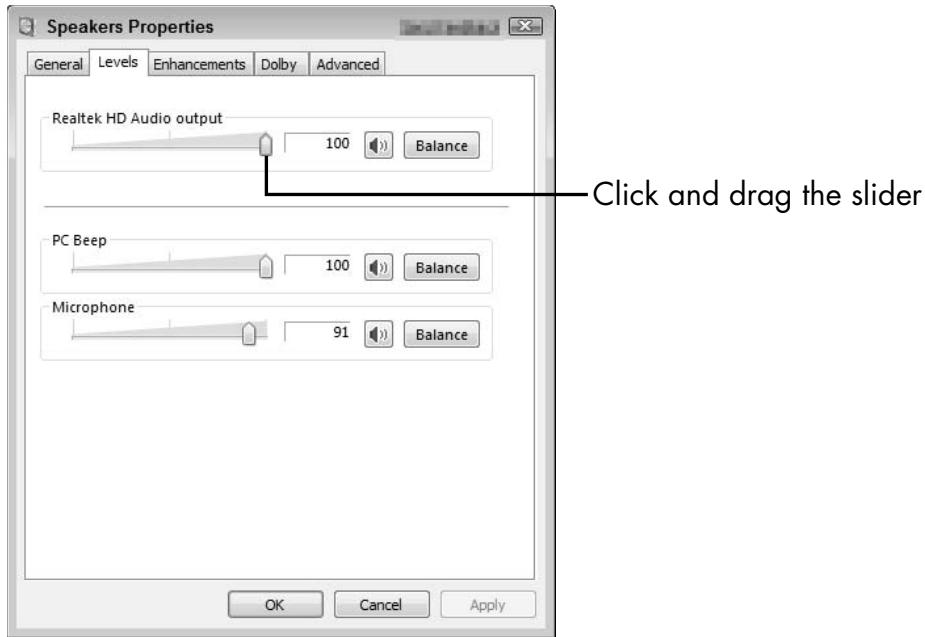 Speakers Properties
General Levels Enhancements Dolby Advanced
Realtek HD Audio output
100 Balance
Click and drag the slider
PC Beep
100 Balance
Microphone
91 Balance
OK Cancel Apply